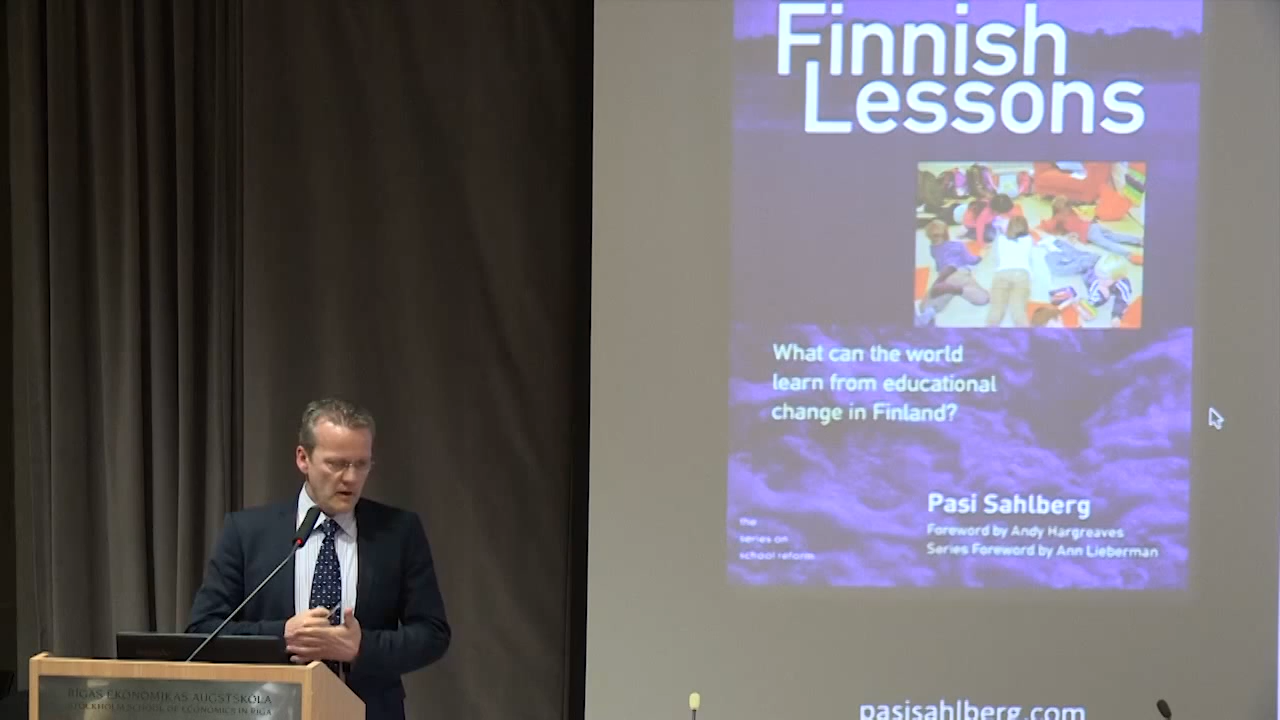 Finnish
Lessons
What can the world
learn from educational
change in Finland?
Pasi Sahlberg
Foreword by Andy Hargreaves
Series Foreword by Ann Lieberman
the
series on
school reform
pasisahlberg.com
RĪGAS EKONOMIKAS AUGSTSKOLA
STOCKHOLM SCHOOL OF ECONOMICS IN RIGA